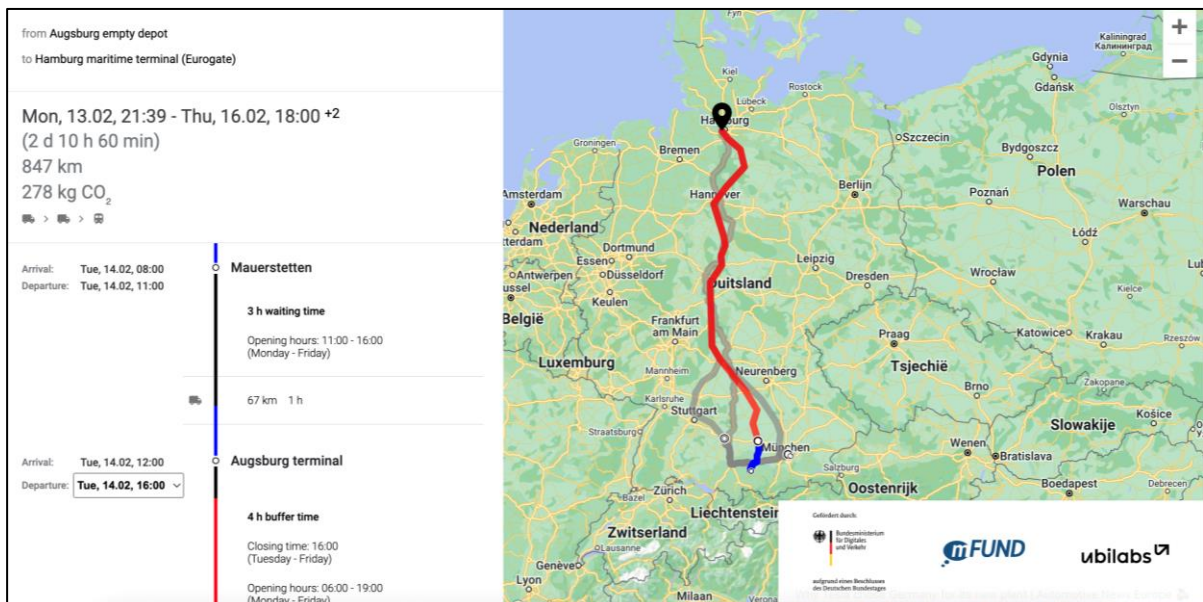 from Augsburg empty depot
to Hamburg maritime terminal (Eurogate)
Mon, 13.02, 21:39 - Thu, 16.02, 18:00 +2
(2 d 10 h 60 min)
847 km
278 kg CO2
Arrival: Tue, 14.02, 08:00
Departure: Tue, 14.02, 11:00
Mauerstetten
3 h waiting time
Opening hours: 11:00 - 16:00
(Monday - Friday)
67 km 1 h
Arrival: Tue, 14.02, 12:00
Departure: Tue, 14.02, 16:00
Augsburg terminal
4 h buffer time
Closing time: 16:00
(Tuesday - Friday)
Opening hours: 06:00 - 19:00
(Monday - Friday)
+
−
Fyn
Kaliningrad
Калининград
Gdynia
Gdańsk
Kiel
Rostock
Lübeck
Hamburg
Olsztyn
Szczecin
Groningen
Bremen
Bydgoszcz
Polen
Amsterdam
Hannover
Berlijn
Poznań
Warschau
Nederland
Łódź
Dortmund
Essen
Düsseldorf
Antwerpen
Leipzig
Dresden
Wrocław
Duitsland
Kielce
Keulen
België
Frankfurt
am Main
Praag
Katowice
Krakau
Rzeszów
Luxemburg
Tsjechië
Mannheim
Neurenberg
Brno
Zakopane
Karlsruhe
Stuttgart
Slowakije
Košice
Straatsburg
München
Wenen
Bratislava
Salzburg
Bazel
Zürich
Oostenrijk
Boedapest
Debrecen
Liechtenstein
Zwitserland
Lausanne
Genève
Lyon
Milaan
Verona
Gefördert durch:
Bundesministerium
für Digitales
und Verkehr
mFUND
ubilabs
aufgrund eines Beschlusses
des Deutschen Bundestages